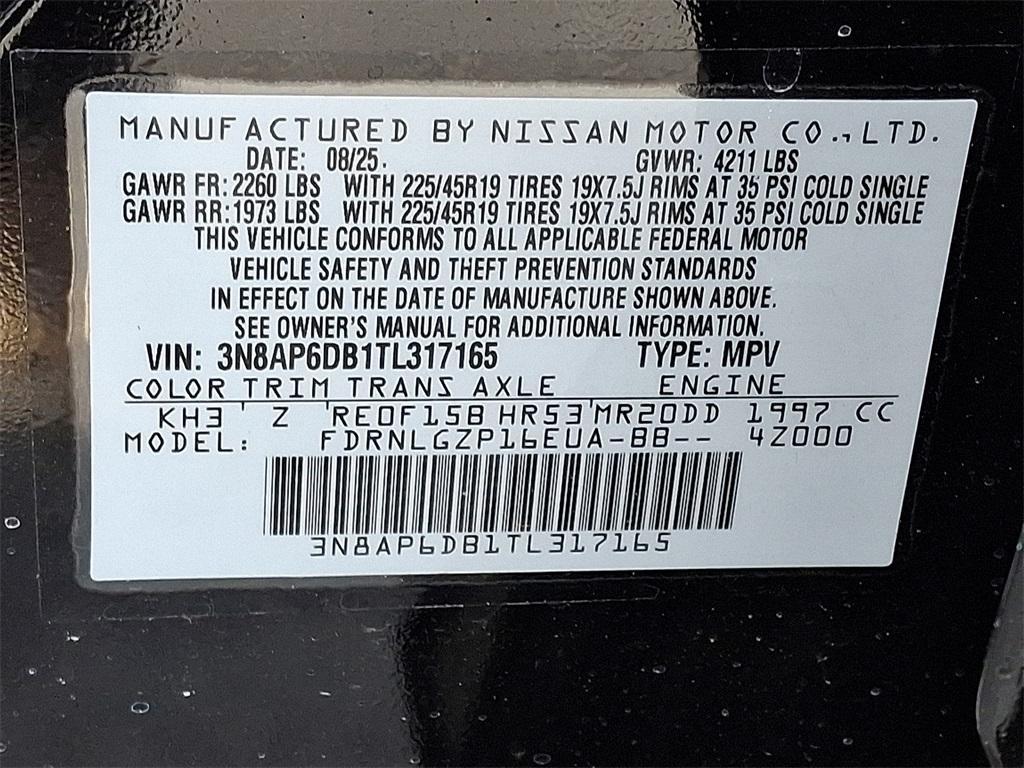 MANUFACTURED BY NISSAN MOTOR CO., LTD.
DATE: 08/25. GVWR: 4211 LBS
GAWR FR: 2260 LBS WITH 225/45R19 TIRES 19X7.5J RIMS AT 35 PSI COLD SINGLE
GAWR RR: 1973 LBS WITH 225/45R19 TIRES 19X7.5J RIMS AT 35 PSI COLD SINGLE
THIS VEHICLE CONFORMS TO ALL APPLICABLE FEDERAL MOTOR
VEHICLE SAFETY AND THEFT PREVENTION STANDARDS
IN EFFECT ON THE DATE OF MANUFACTURE SHOWN ABOVE.
SEE OWNER'S MANUAL FOR ADDITIONAL INFORMATION.
VIN: 3N8AP6DB1TL317165 TYPE: MPV
COLOR TRIM TRANS AXLE ENGINE
KH3 Z RE0F15B HR53 MR20DD 1997 CC
MODEL: FDRNLGZP16EUA-BB-- 4Z000
3N8AP6DB1TL317165